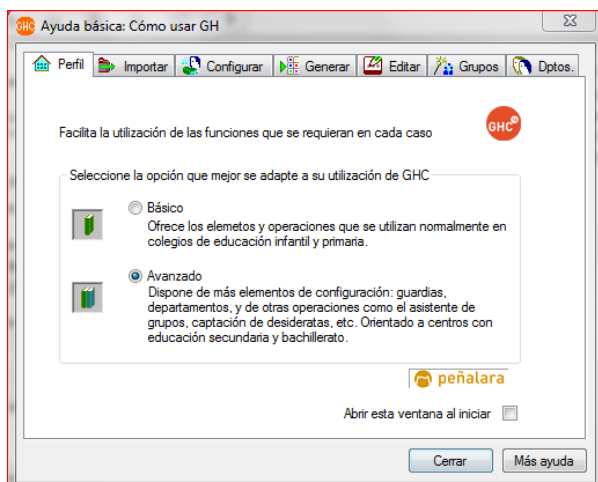 GHC Ayuda básica: Cómo usar GH
Perfil Importar Configurar Generar Editar Grupos Dptos.
Facilita la utilización de las funciones que se requieran en cada caso
GHC
Seleccione la opción que mejor se adapte a su utilización de GHC
Básico
Ofrece los elemetos y operaciones que se utilizan normalmente en
colegios de educación infantil y primaria.
Avanzado
Dispone de más elementos de configuración: guardias,
departamentos, y de otras operaciones como el asistente de
grupos, captación de desideratas, etc. Orientado a centros con
educación secundaria y bachillerato.
peñalara
Abrir esta ventana al iniciar
Cerrar Más ayuda